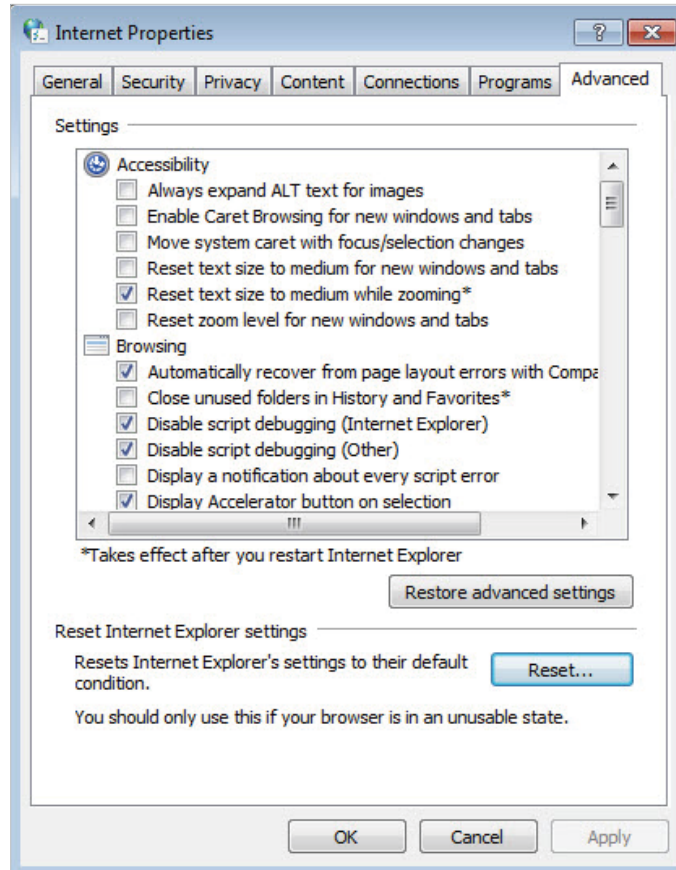 Internet Properties
General Security Privacy Content Connections Programs Advanced
Settings
Accessibility
Always expand ALT text for images
Enable Caret Browsing for new windows and tabs
Move system caret with focus/selection changes
Reset text size to medium for new windows and tabs
Reset text size to medium while zooming*
Reset zoom level for new windows and tabs
Browsing
Automatically recover from page layout errors with Compa
Close unused folders in History and Favorites*
Disable script debugging (Internet Explorer)
Disable script debugging (Other)
Display a notification about every script error
Display Accelerator button on selection
*Takes effect after you restart Internet Explorer
Restore advanced settings
Reset Internet Explorer settings
Resets Internet Explorer's settings to their default
condition.
Reset...
You should only use this if your browser is in an unusable state.
OK Cancel Apply